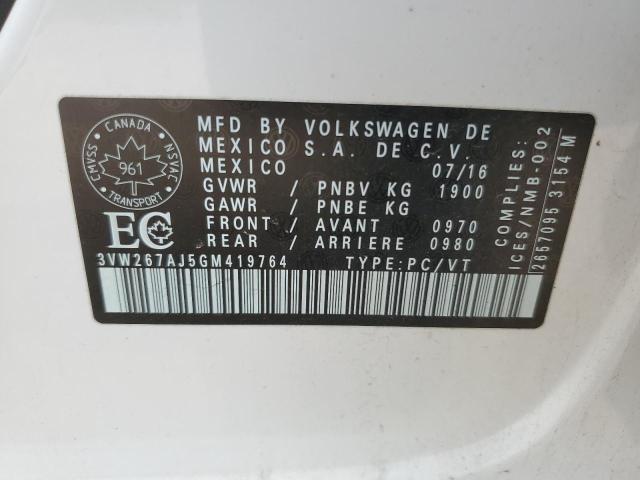 CANADA
CMVSS
NSVAC
961
TRANSPORT
EC
MFD BY VOLKSWAGEN DE
MEXICO S.A. DE C.V.
MEXICO 07/16
GVWR / PNBV KG 1900
GAWR / PNBE KG
FRONT / AVANT 0970
REAR / ARRIERE 0980
3VW267AJ5GM419764 TYPE:PC/VT
COMPLIES:
ICES/NMB-002
2657095 3154 M